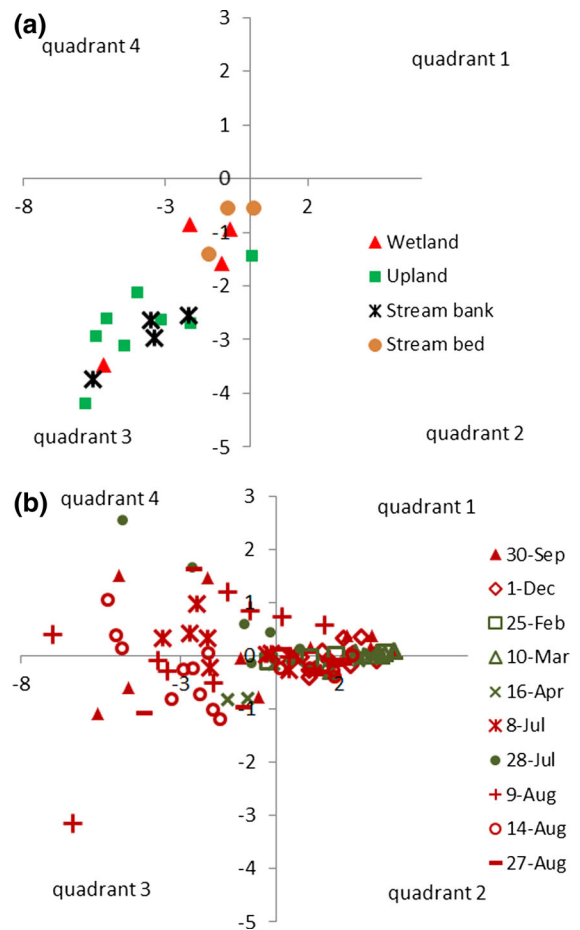 (a)
quadrant 4
quadrant 1
3
2
1
0
-8 -3 2
-1
-2
-3
-4
-5
Wetland
Upland
Stream bank
Stream bed
quadrant 3
quadrant 2
(b)
quadrant 4
quadrant 1
3
2
1
0
-8 -3 2
-1
-2
-3
-4
-5
30-Sep
1-Dec
25-Feb
10-Mar
16-Apr
8-Jul
28-Jul
9-Aug
14-Aug
27-Aug
quadrant 3
quadrant 2